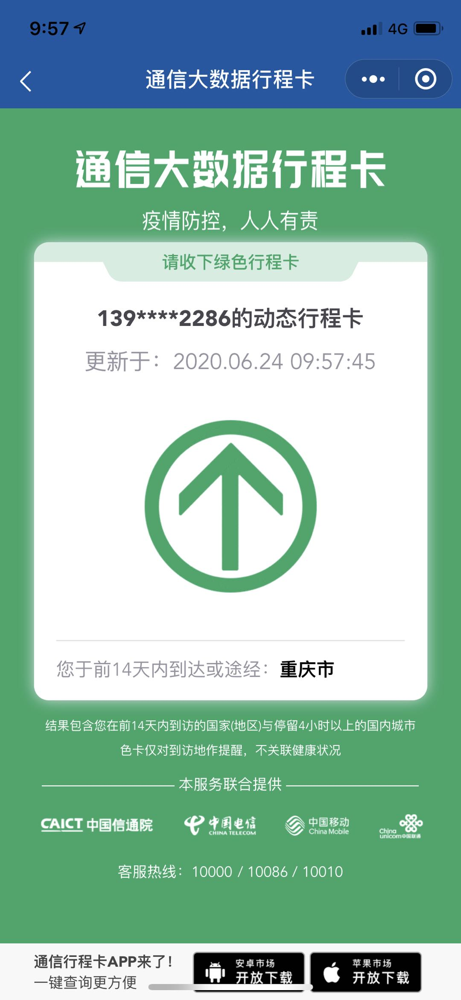 9:57
4G
通信大数据行程卡
通信大数据行程卡
疫情防控，人人有责
请收下绿色行程卡
139****2286的动态行程卡
更新于：2020.06.24 09:57:45
您于前14天内到达或途经：重庆市
结果包含您在前14天内到访的国家(地区)与停留4小时以上的国内城市
色卡仅对到访地作提醒，不关联健康状况
本服务联合提供
CAICT 中国信通院
中国电信
CHINA TELECOM
中国移动
China Mobile
China
unicom中国联通
客服热线：10000 / 10086 / 10010
通信行程卡APP来了！
一键查询更方便
安卓市场
开放下载
苹果市场
开放下载